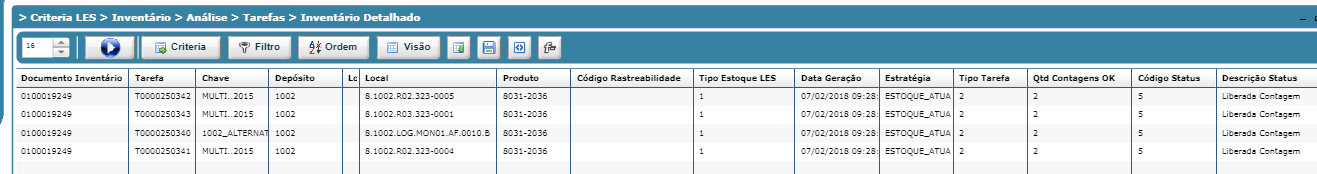 > Criteria LES > Inventário > Análise > Tarefas > Inventário Detalhado
16 Criteria Filtro Ordem Visão
Documento Inventário Tarefa Chave Depósito Lo Local Produto Código Rastreabilidade Tipo Estoque LES Data Geração Estratégia Tipo Tarefa Qtd Contagens OK Código Status Descrição Status
0100019249 T0000250342 MULTI..2015 1002 8.1002.R02.323-0005 8031-2036 1 07/02/2018 09:28: ESTOQUE_ATUA 2 2 5 Liberada Contagem
0100019249 T0000250343 MULTI..2015 1002 8.1002.R03.323-0001 8031-2036 1 07/02/2018 09:28: ESTOQUE_ATUA 2 2 5 Liberada Contagem
0100019249 T0000250340 1002_ALTERNAT 1002 8.1002.LOG.MON01.AF.0010.B 8031-2036 1 07/02/2018 09:28: ESTOQUE_ATUA 2 2 5 Liberada Contagem
0100019249 T0000250341 MULTI..2015 1002 8.1002.R02.323-0004 8031-2036 1 07/02/2018 09:28: ESTOQUE_ATUA 2 2 5 Liberada Contagem